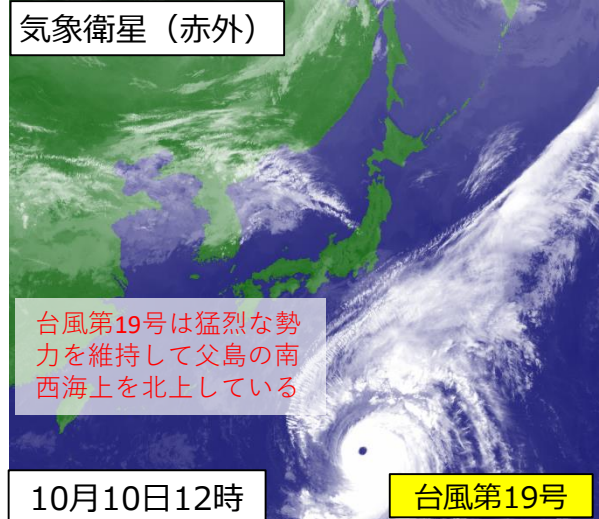 気象衛星（赤外）
台風第19号は猛烈な勢
力を維持して父島の南
西海上を北上している
10月10日12時
台風第19号